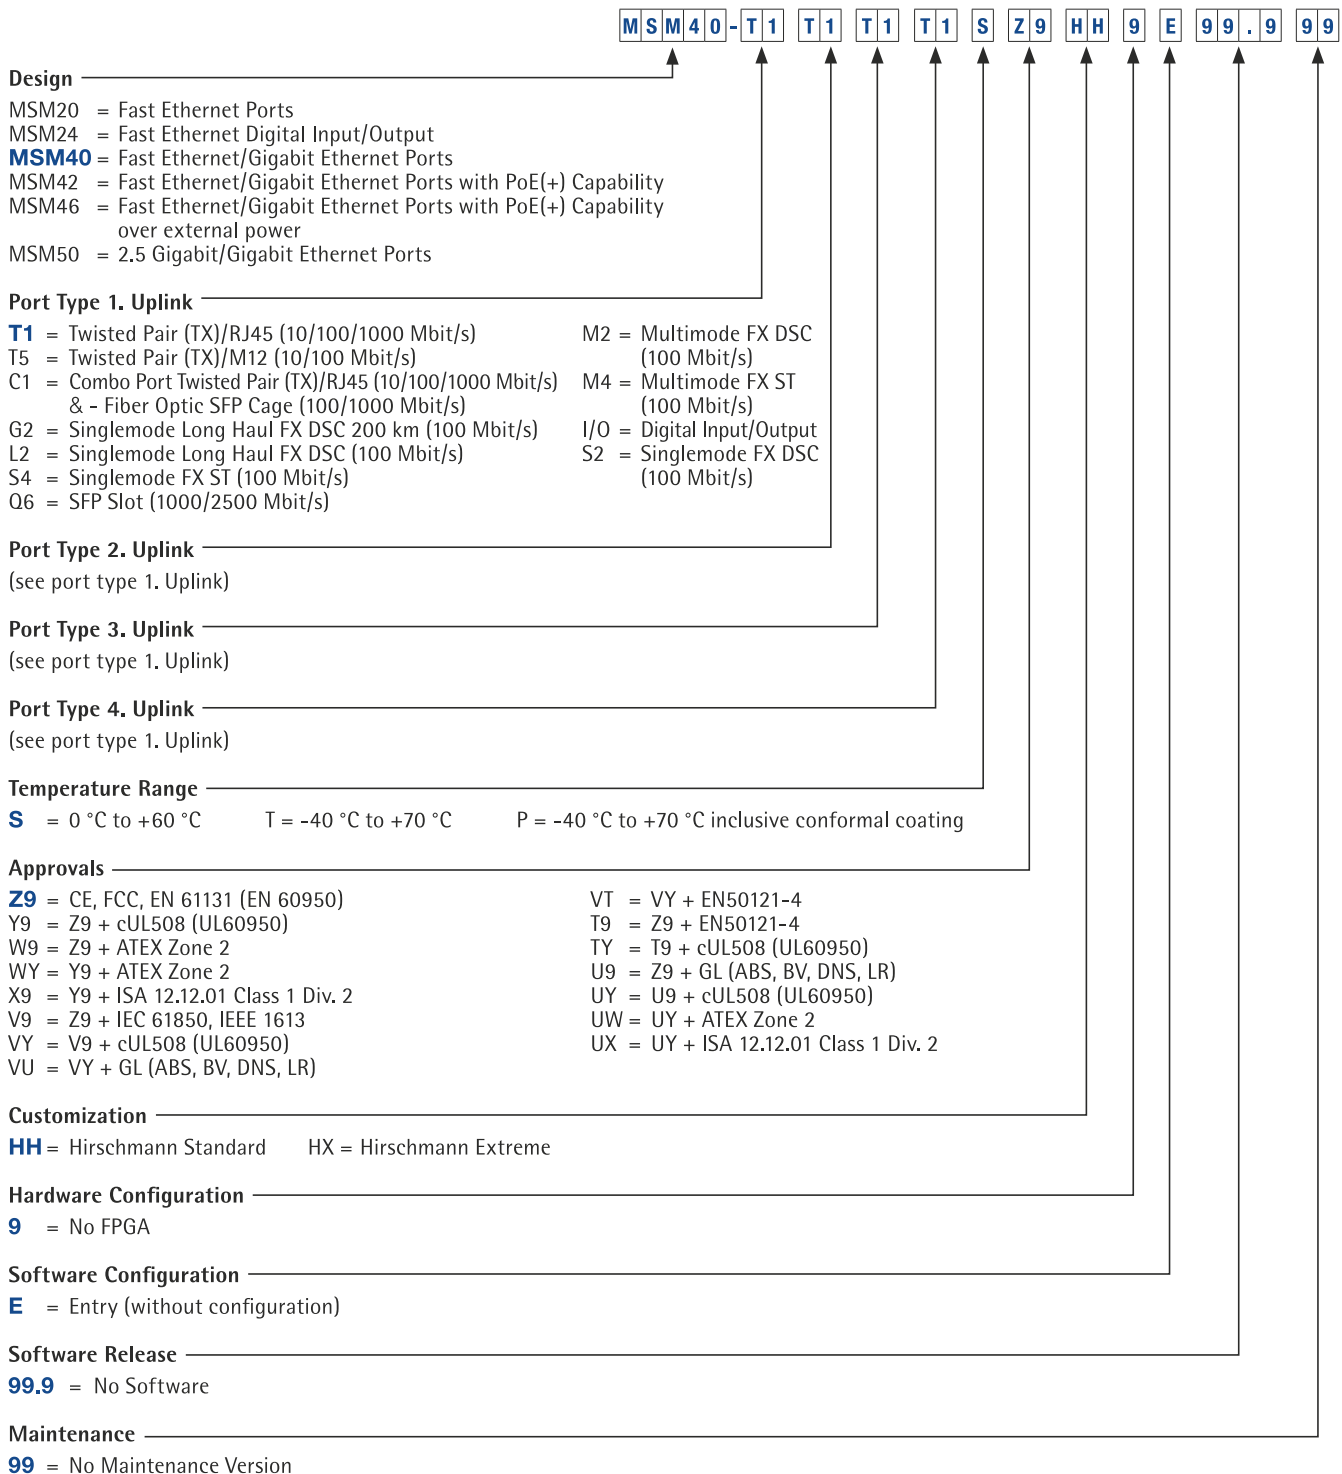 MSM40-T1 T1 T1 T1 S Z9 HH 9 E 99.9 99
Design
MSM20 = Fast Ethernet Ports
MSM24 = Fast Ethernet Digital Input/Output
MSM40 = Fast Ethernet/Gigabit Ethernet Ports
MSM42 = Fast Ethernet/Gigabit Ethernet Ports with PoE(+) Capability
MSM46 = Fast Ethernet/Gigabit Ethernet Ports with PoE(+) Capability
over external power
MSM50 = 2.5 Gigabit/Gigabit Ethernet Ports
Port Type 1. Uplink
T1 = Twisted Pair (TX)/RJ45 (10/100/1000 Mbit/s)
T5 = Twisted Pair (TX)/M12 (10/100 Mbit/s)
C1 = Combo Port Twisted Pair (TX)/RJ45 (10/100/1000 Mbit/s)
& - Fiber Optic SFP Cage (100/1000 Mbit/s)
G2 = Singlemode Long Haul FX DSC 200 km (100 Mbit/s)
L2 = Singlemode Long Haul FX DSC (100 Mbit/s)
S4 = Singlemode FX ST (100 Mbit/s)
Q6 = SFP Slot (1000/2500 Mbit/s)
M2 = Multimode FX DSC
(100 Mbit/s)
M4 = Multimode FX ST
(100 Mbit/s)
I/O = Digital Input/Output
S2 = Singlemode FX DSC
(100 Mbit/s)
Port Type 2. Uplink
(see port type 1. Uplink)
Port Type 3. Uplink
(see port type 1. Uplink)
Port Type 4. Uplink
(see port type 1. Uplink)
Temperature Range
S = 0 °C to +60 °C T = -40 °C to +70 °C P = -40 °C to +70 °C inclusive conformal coating
Approvals
Z9 = CE, FCC, EN 61131 (EN 60950)
Y9 = Z9 + cUL508 (UL60950)
W9 = Z9 + ATEX Zone 2
WY = Y9 + ATEX Zone 2
X9 = Y9 + ISA 12.12.01 Class 1 Div. 2
V9 = Z9 + IEC 61850, IEEE 1613
VY = V9 + cUL508 (UL60950)
VU = VY + GL (ABS, BV, DNS, LR)
VT = VY + EN50121-4
T9 = Z9 + EN50121-4
TY = T9 + cUL508 (UL60950)
U9 = Z9 + GL (ABS, BV, DNS, LR)
UY = U9 + cUL508 (UL60950)
UW = UY + ATEX Zone 2
UX = UY + ISA 12.12.01 Class 1 Div. 2
Customization
HH = Hirschmann Standard HX = Hirschmann Extreme
Hardware Configuration
9 = No FPGA
Software Configuration
E = Entry (without configuration)
Software Release
99.9 = No Software
Maintenance
99 = No Maintenance Version